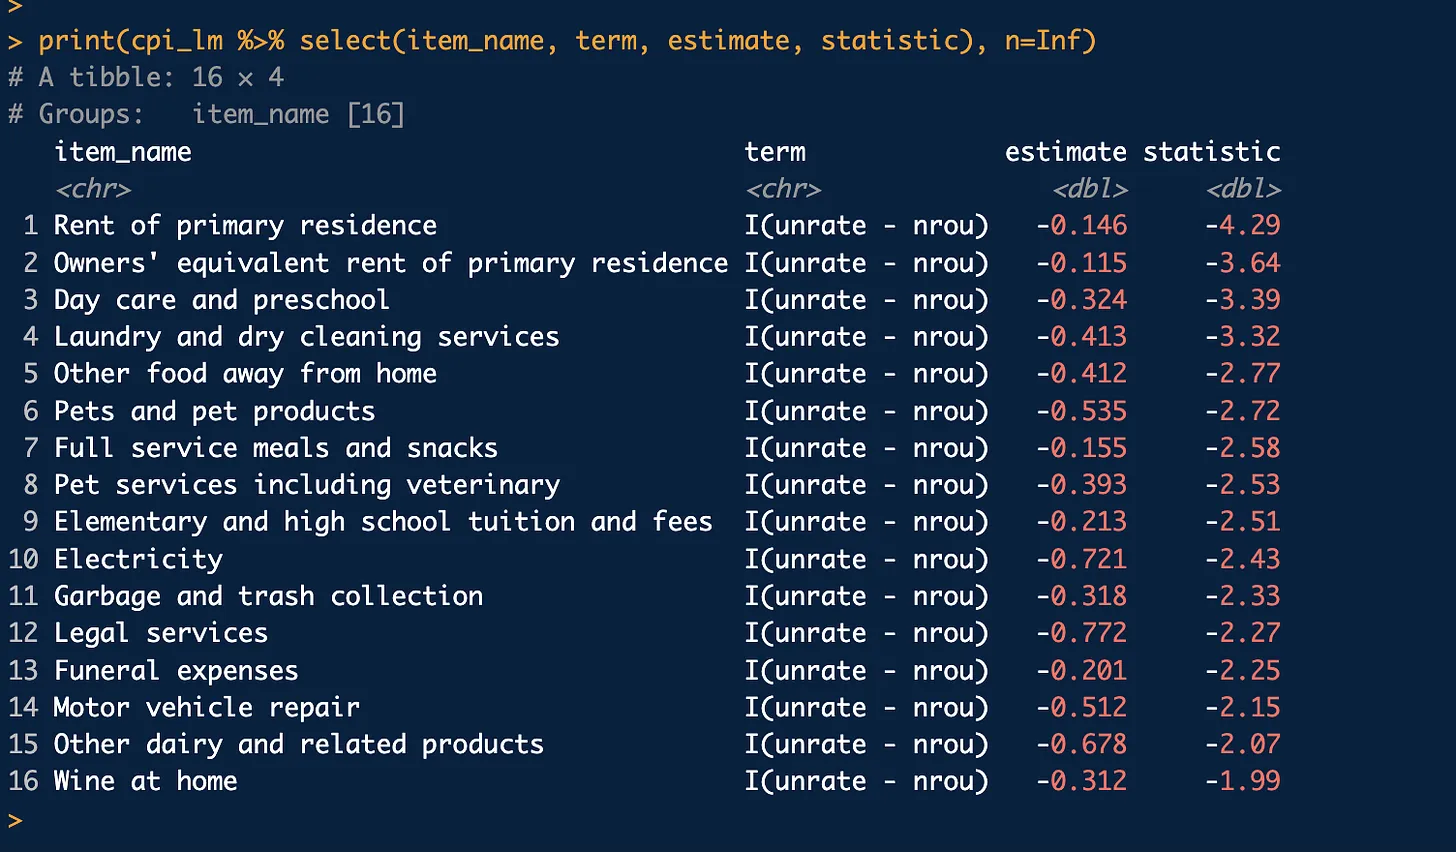 >
> print(cpi_lm %>% select(item_name, term, estimate, statistic), n=Inf)
# A tibble: 16 × 4
# Groups:   item_name [16]
   item_name                                term             estimate statistic
   <chr>                                    <chr>               <dbl>     <dbl>
 1 Rent of primary residence                I(unrate - nrou)   -0.146     -4.29
 2 Owners' equivalent rent of primary residence I(unrate - nrou)   -0.115     -3.64
 3 Day care and preschool                   I(unrate - nrou)   -0.324     -3.39
 4 Laundry and dry cleaning services        I(unrate - nrou)   -0.413     -3.32
 5 Other food away from home                I(unrate - nrou)   -0.412     -2.77
 6 Pets and pet products                    I(unrate - nrou)   -0.535     -2.72
 7 Full service meals and snacks            I(unrate - nrou)   -0.155     -2.58
 8 Pet services including veterinary        I(unrate - nrou)   -0.393     -2.53
 9 Elementary and high school tuition and fees I(unrate - nrou)   -0.213     -2.51
10 Electricity                              I(unrate - nrou)   -0.721     -2.43
11 Garbage and trash collection             I(unrate - nrou)   -0.318     -2.33
12 Legal services                           I(unrate - nrou)   -0.772     -2.27
13 Funeral expenses                         I(unrate - nrou)   -0.201     -2.25
14 Motor vehicle repair                     I(unrate - nrou)   -0.512     -2.15
15 Other dairy and related products         I(unrate - nrou)   -0.678     -2.07
16 Wine at home                             I(unrate - nrou)   -0.312     -1.99
>